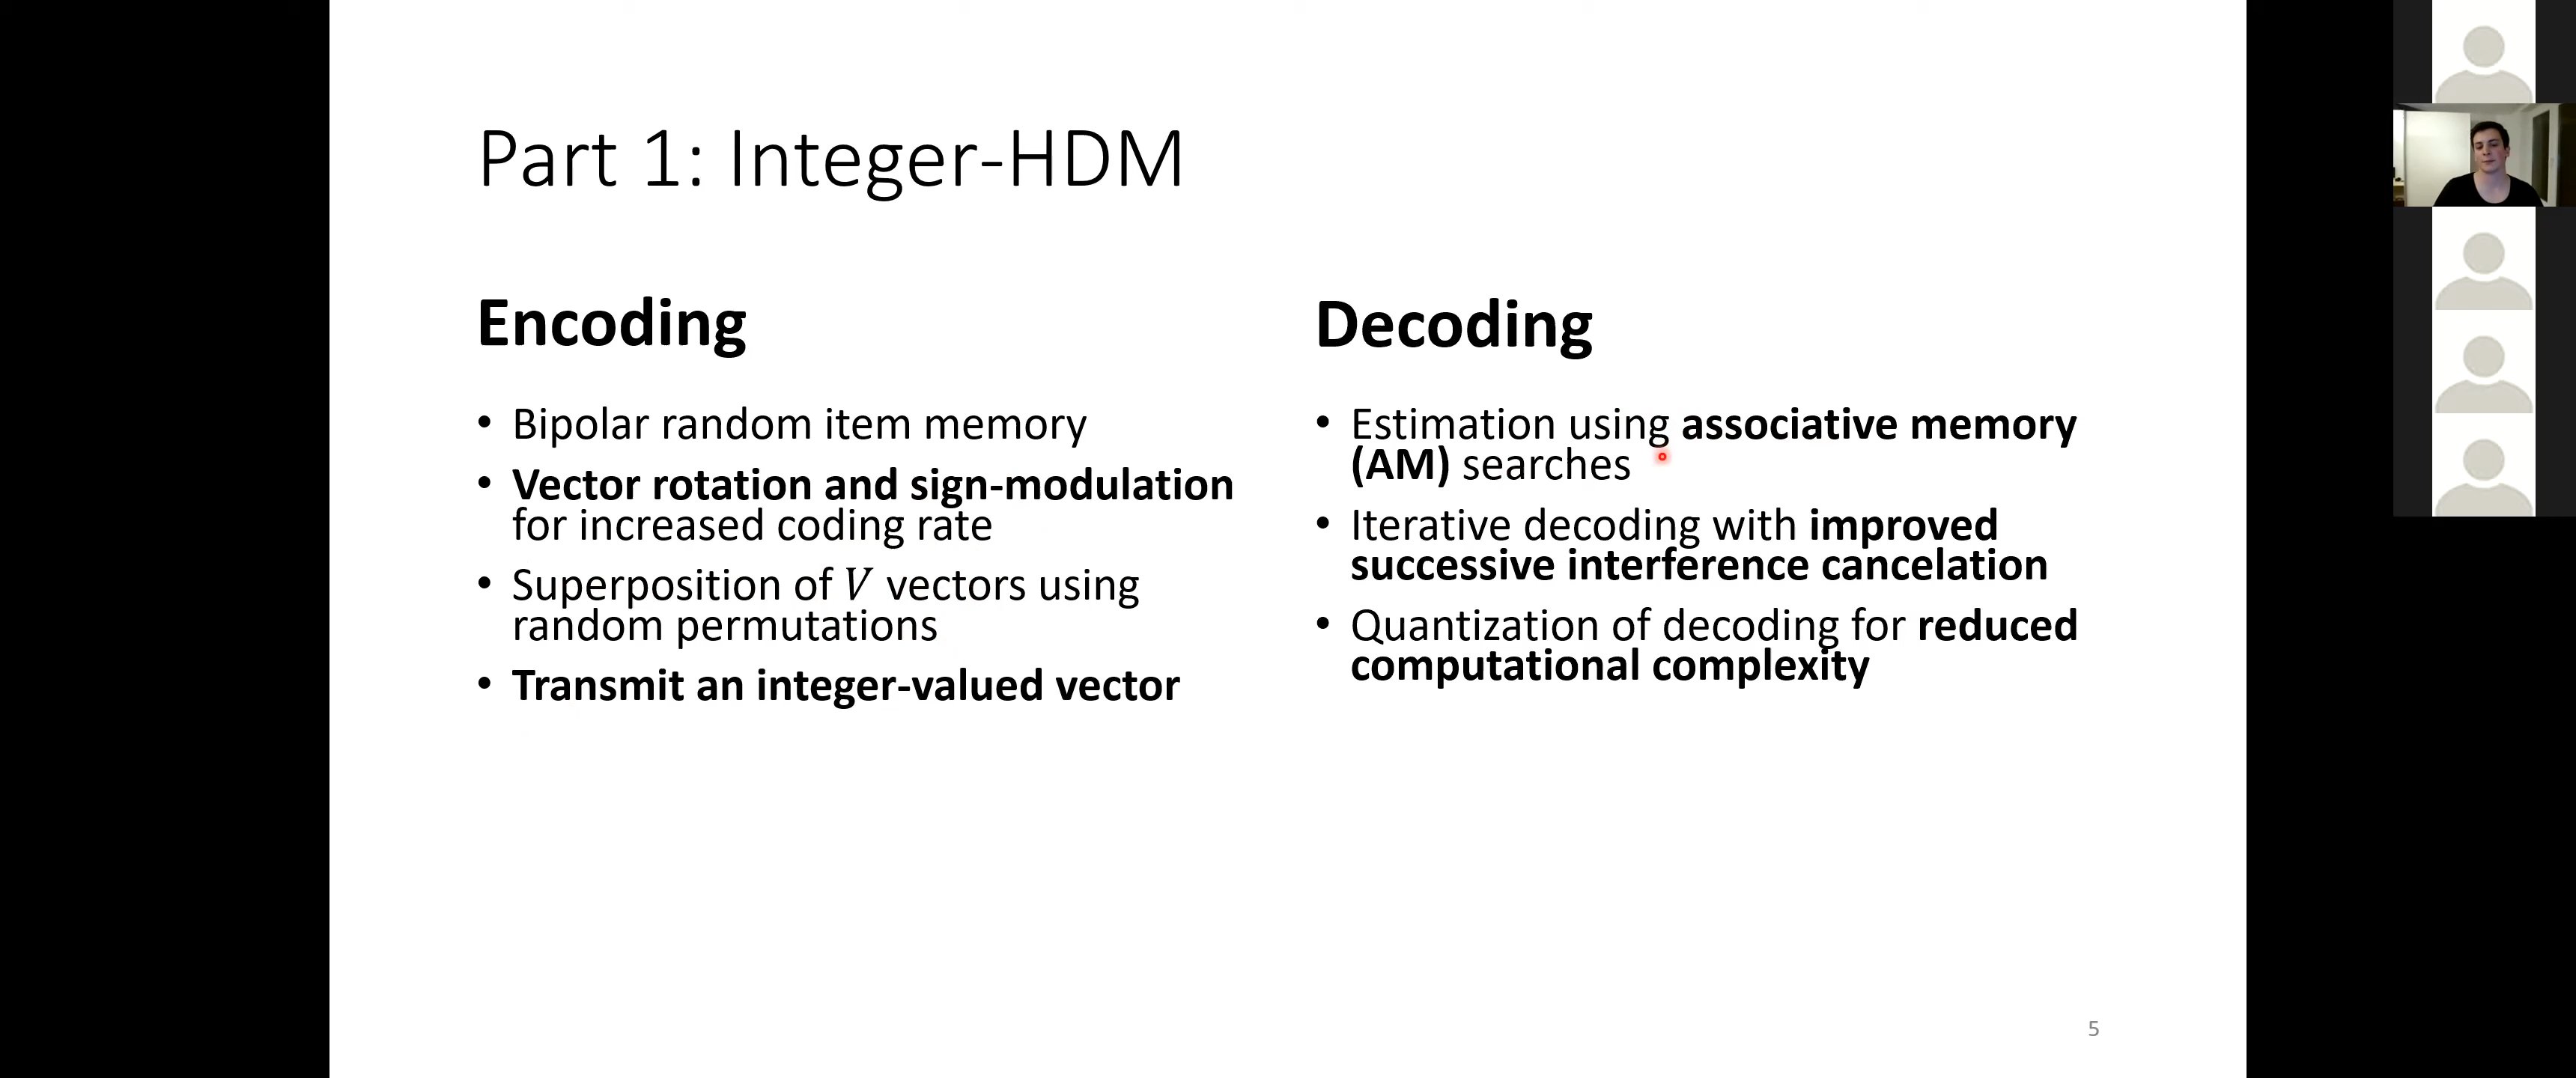 Part 1: Integer-HDM
Encoding
• Bipolar random item memory
• Vector rotation and sign-modulation
for increased coding rate
• Superposition of V vectors using
random permutations
• Transmit an integer-valued vector
Decoding
• Estimation using associative memory
(AM) searches
• Iterative decoding with improved
successive interference cancelation
• Quantization of decoding for reduced
computational complexity
5